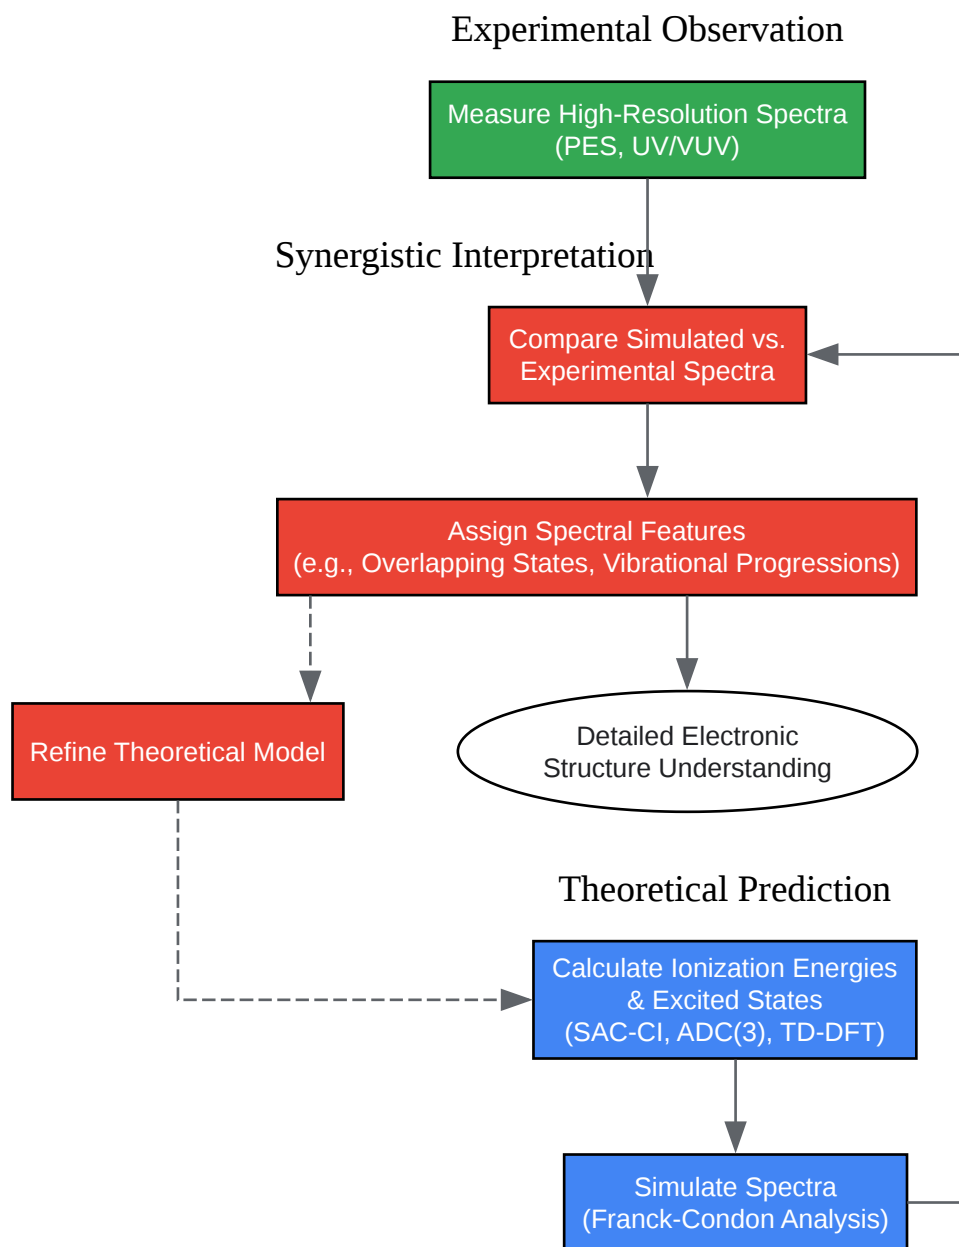 Experimental Observation
Measure High-Resolution Spectra
(PES, UV/VUV)
Synergistic Interpretation
Compare Simulated vs.
Experimental Spectra
Assign Spectral Features
(e.g., Overlapping States, Vibrational Progressions)
Refine Theoretical Model
Detailed Electronic
Structure Understanding
Theoretical Prediction
Calculate Ionization Energies
& Excited States
(SAC-CI, ADC(3), TD-DFT)
Simulate Spectra
(Franck-Condon Analysis)